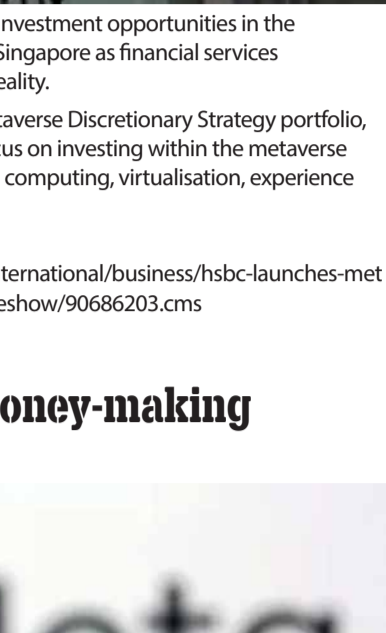 nvestment opportunities in the
Singapore as financial services
eality.
taverse Discretionary Strategy portfolio,
cus on investing within the metaverse
computing, virtualisation, experience
nternational/business/hsbc-launches-met
eshow/90686203.cms
oney-making